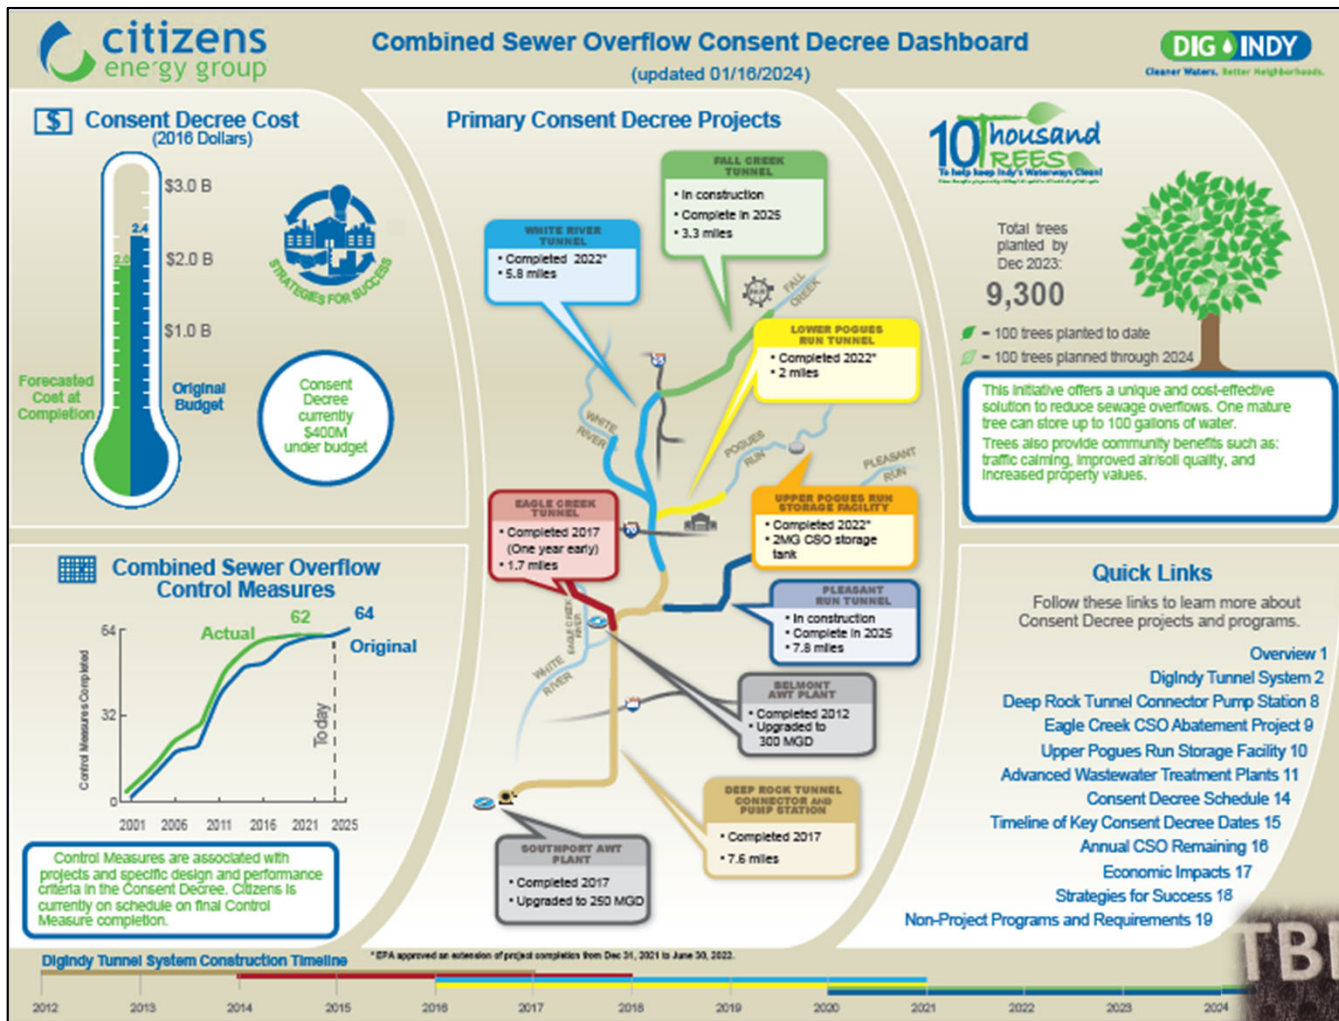 citizens
energy group
Combined Sewer Overflow Consent Decree Dashboard
(updated 01/16/2024)
DIG INDY
Cleaner Waters. Better Neighborhoods.
$ Consent Decree Cost
(2016 Dollars)
$3.0 B
2.4
2.0
$2.0 B
$1.0 B
STRATEGIES FOR SUCCESS
Forecasted
Cost at
Completion
Original
Budget
Consent
Decree
currently
$400M
under budget
Combined Sewer Overflow
Control Measures
Control Measures Completed
64
32
0
Actual
62
64
Original
Today
2001 2006 2011 2016 2021 2025
Control Measures are associated with
projects and specific design and performance
criteria in the Consent Decree. Citizens is
currently on schedule on final Control
Measure completion.
Primary Consent Decree Projects
FALL CREEK
TUNNEL
• In construction
• Complete in 2025
• 3.3 miles
WHITE RIVER
TUNNEL
• Completed 2022*
• 5.8 miles
FAIR
FALL
CREEK
LOWER POGUES
RUN TUNNEL
• Completed 2022*
• 2 miles
WHITE
RIVER
POGUES
RUN
PLEASANT
RUN
EAGLE CREEK
TUNNEL
• Completed 2017
(One year early)
• 1.7 miles
UPPER POGUES RUN
STORAGE FACILITY
• Completed 2022*
• 2MG CSO storage
tank
PLEASANT
RUN TUNNEL
• In construction
• Complete in 2025
• 7.8 miles
EAGLE CREEK
RIVER
WHITE
RIVER
BELMONT
AWT PLANT
• Completed 2012
• Upgraded to
300 MGD
DEEP ROCK TUNNEL
CONNECTOR AND
PUMP STATION
• Completed 2017
• 7.6 miles
SOUTHPORT AWT
PLANT
• Completed 2017
• Upgraded to 250 MGD
10 Thousand
TREES
To help keep Indy's Waterways Clean!
Total trees
planted by
Dec 2023:
9,300
= 100 trees planted to date
= 100 trees planned through 2024
This initiative offers a unique and cost-effective
solution to reduce sewage overflows. One mature
tree can store up to 100 gallons of water.
Trees also provide community benefits such as:
traffic calming, improved air/soil quality, and
increased property values.
Quick Links
Follow these links to learn more about
Consent Decree projects and programs.
Overview 1
DigIndy Tunnel System 2
Deep Rock Tunnel Connector Pump Station 8
Eagle Creek CSO Abatement Project 9
Upper Pogues Run Storage Facility 10
Advanced Wastewater Treatment Plants 11
Consent Decree Schedule 14
Timeline of Key Consent Decree Dates 15
Annual CSO Remaining 16
Economic Impacts 17
Strategies for Success 18
Non-Project Programs and Requirements 19
DigIndy Tunnel System Construction Timeline
* EPA approved an extension of project completion from Dec 31, 2021 to June 30, 2022.
2012 2013 2014 2015 2016 2017 2018 2019 2020 2021 2022 2023 2024
TB